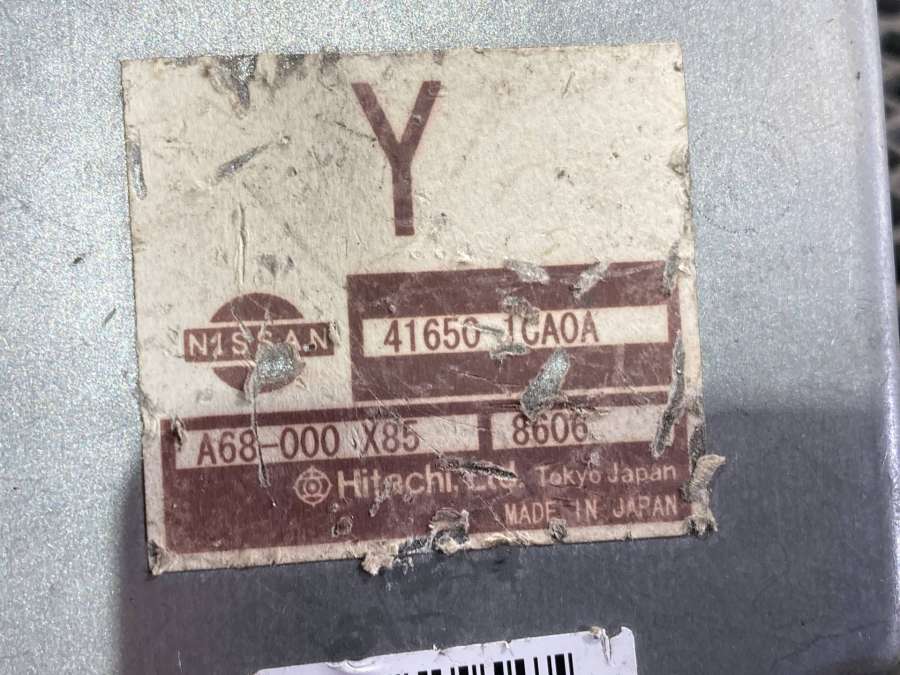 Y
NISSAN
41650-1CA0A
A68-000 X85
8606
Hitachi, Ltd. Tokyo Japan
MADE IN JAPAN